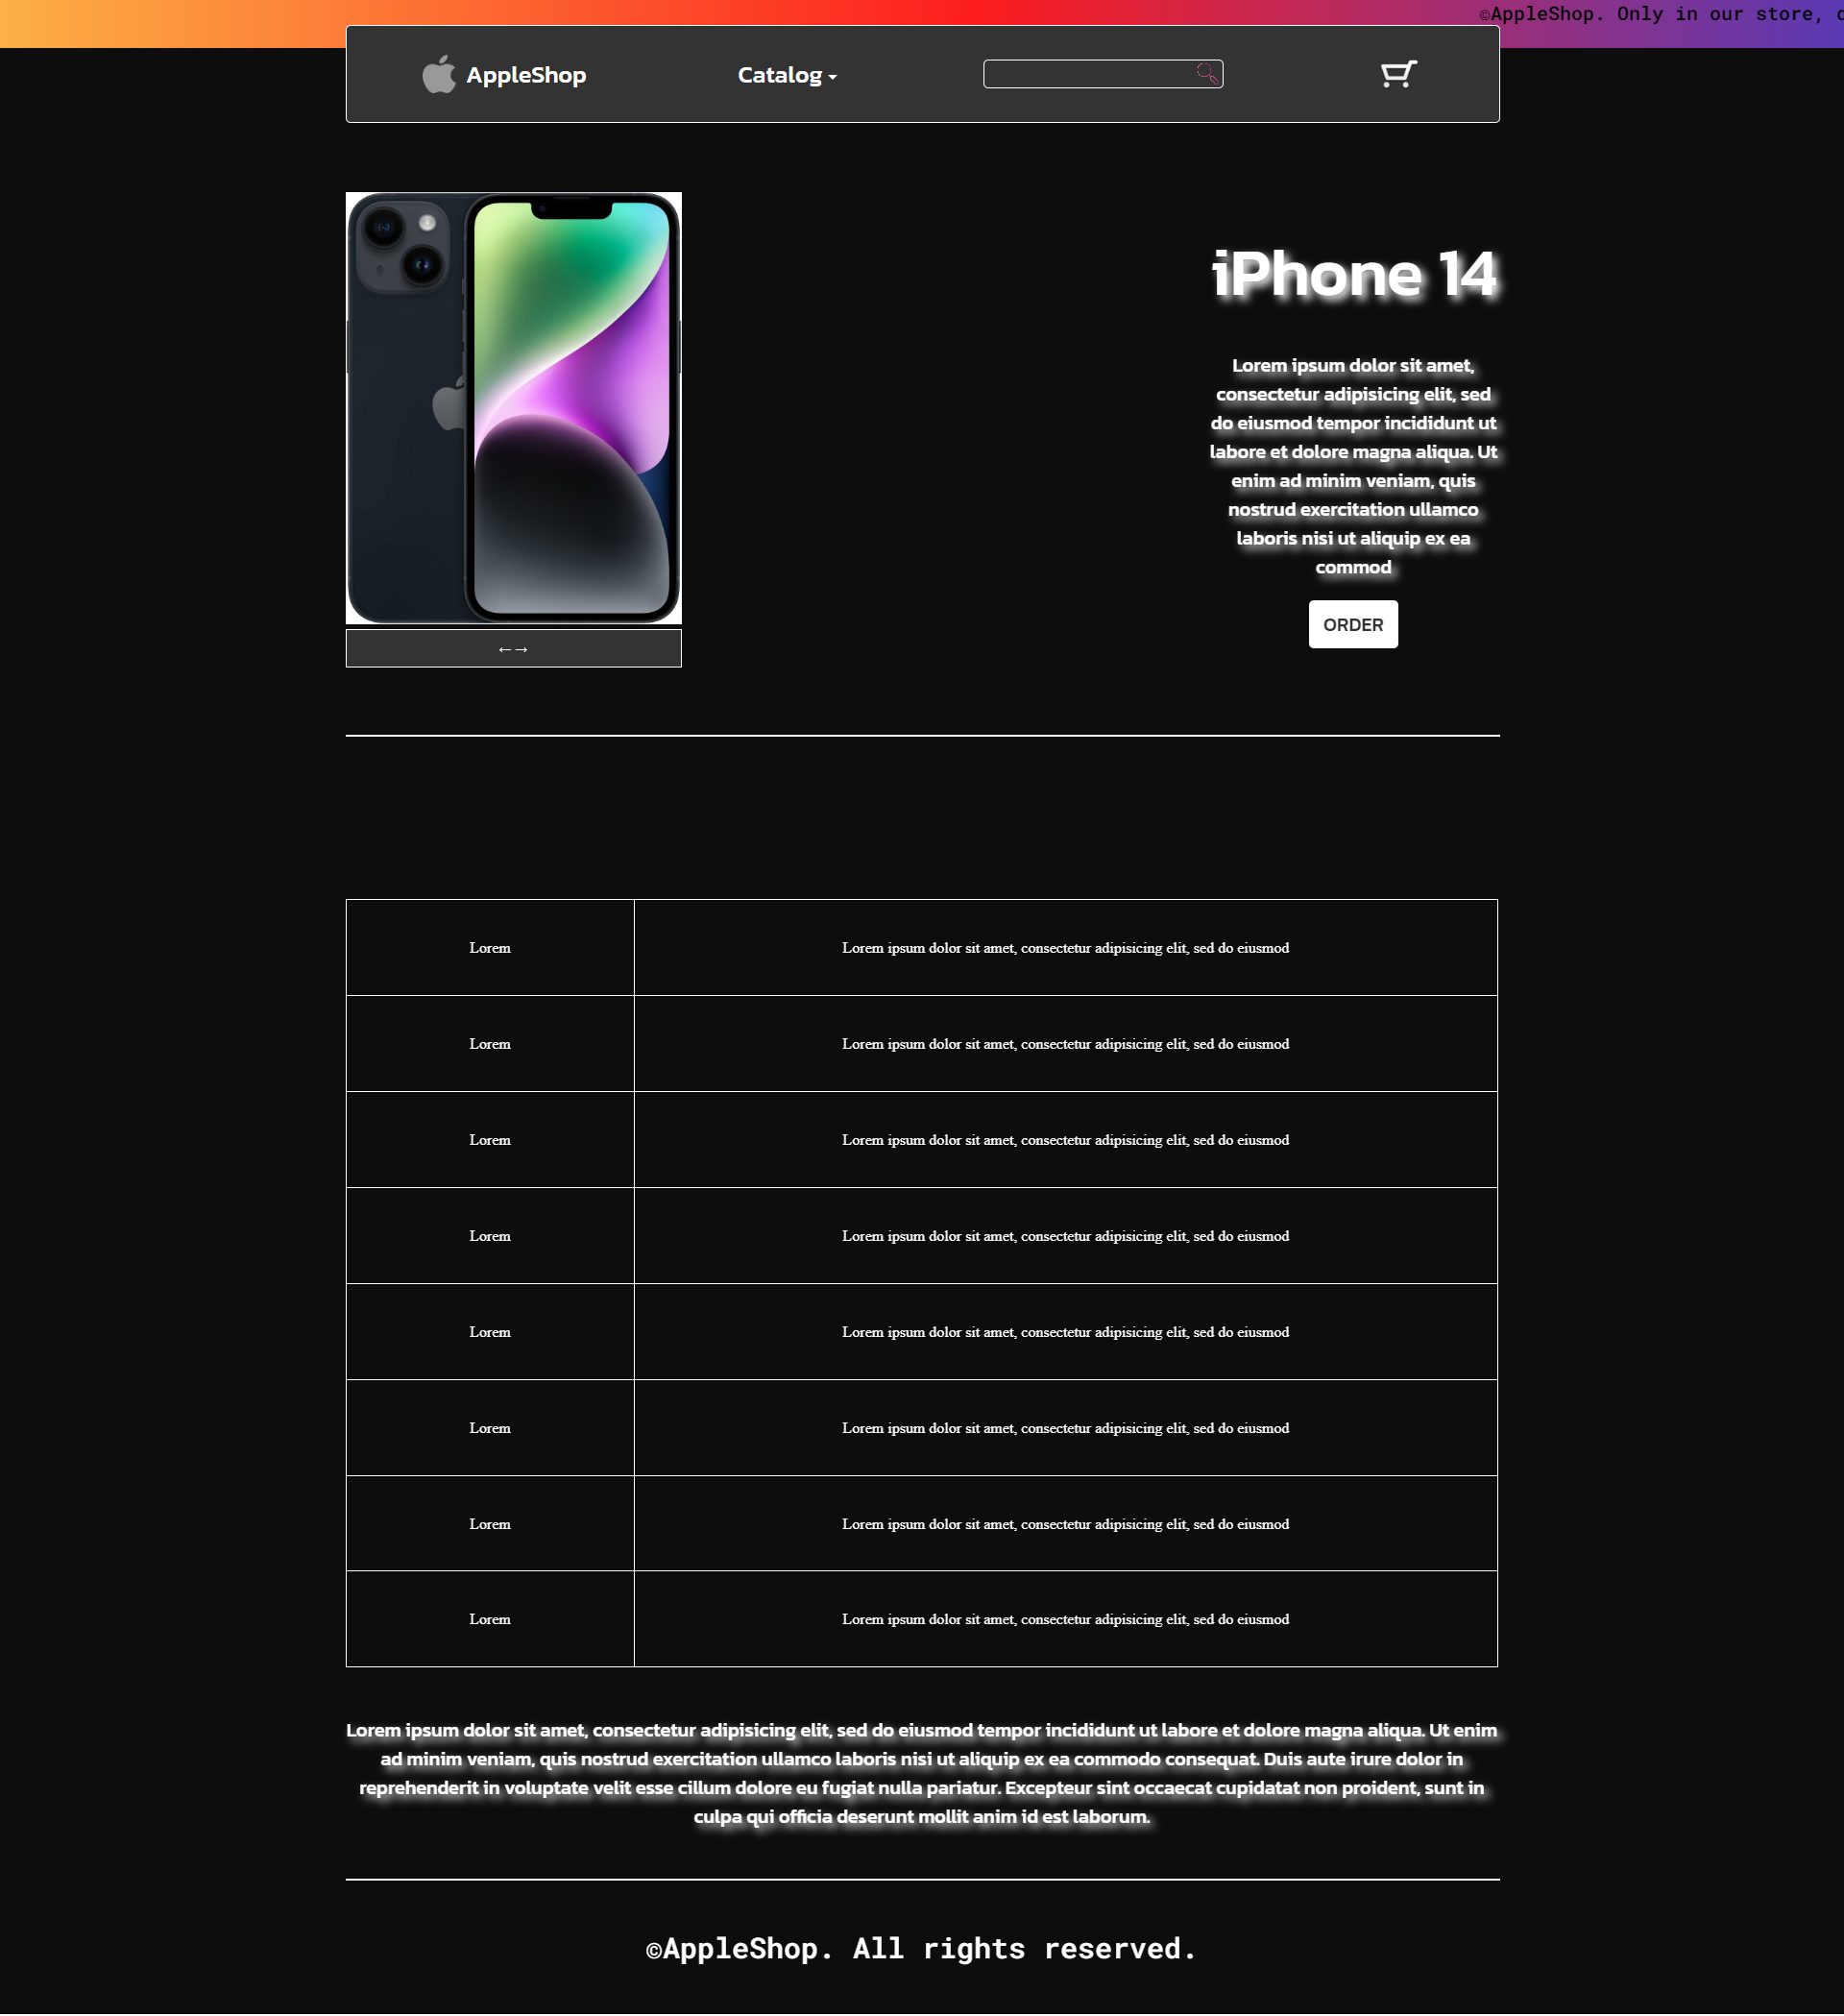 ©AppleShop. Only in our store,
AppleShop
Catalog
iPhone 14
Lorem ipsum dolor sit amet,
consectetur adipisicing elit, sed
do eiusmod tempor incididunt ut
labore et dolore magna aliqua. Ut
enim ad minim veniam, quis
nostrud exercitation ullamco
laboris nisi ut aliquip ex ea
commod
ORDER
←→
Lorem Lorem ipsum dolor sit amet, consectetur adipisicing elit, sed do eiusmod
Lorem Lorem ipsum dolor sit amet, consectetur adipisicing elit, sed do eiusmod
Lorem Lorem ipsum dolor sit amet, consectetur adipisicing elit, sed do eiusmod
Lorem Lorem ipsum dolor sit amet, consectetur adipisicing elit, sed do eiusmod
Lorem Lorem ipsum dolor sit amet, consectetur adipisicing elit, sed do eiusmod
Lorem Lorem ipsum dolor sit amet, consectetur adipisicing elit, sed do eiusmod
Lorem Lorem ipsum dolor sit amet, consectetur adipisicing elit, sed do eiusmod
Lorem Lorem ipsum dolor sit amet, consectetur adipisicing elit, sed do eiusmod
Lorem ipsum dolor sit amet, consectetur adipisicing elit, sed do eiusmod tempor incididunt ut labore et dolore magna aliqua. Ut enim
ad minim veniam, quis nostrud exercitation ullamco laboris nisi ut aliquip ex ea commodo consequat. Duis aute irure dolor in
reprehenderit in voluptate velit esse cillum dolore eu fugiat nulla pariatur. Excepteur sint occaecat cupidatat non proident, sunt in
culpa qui officia deserunt mollit anim id est laborum.
©AppleShop. All rights reserved.